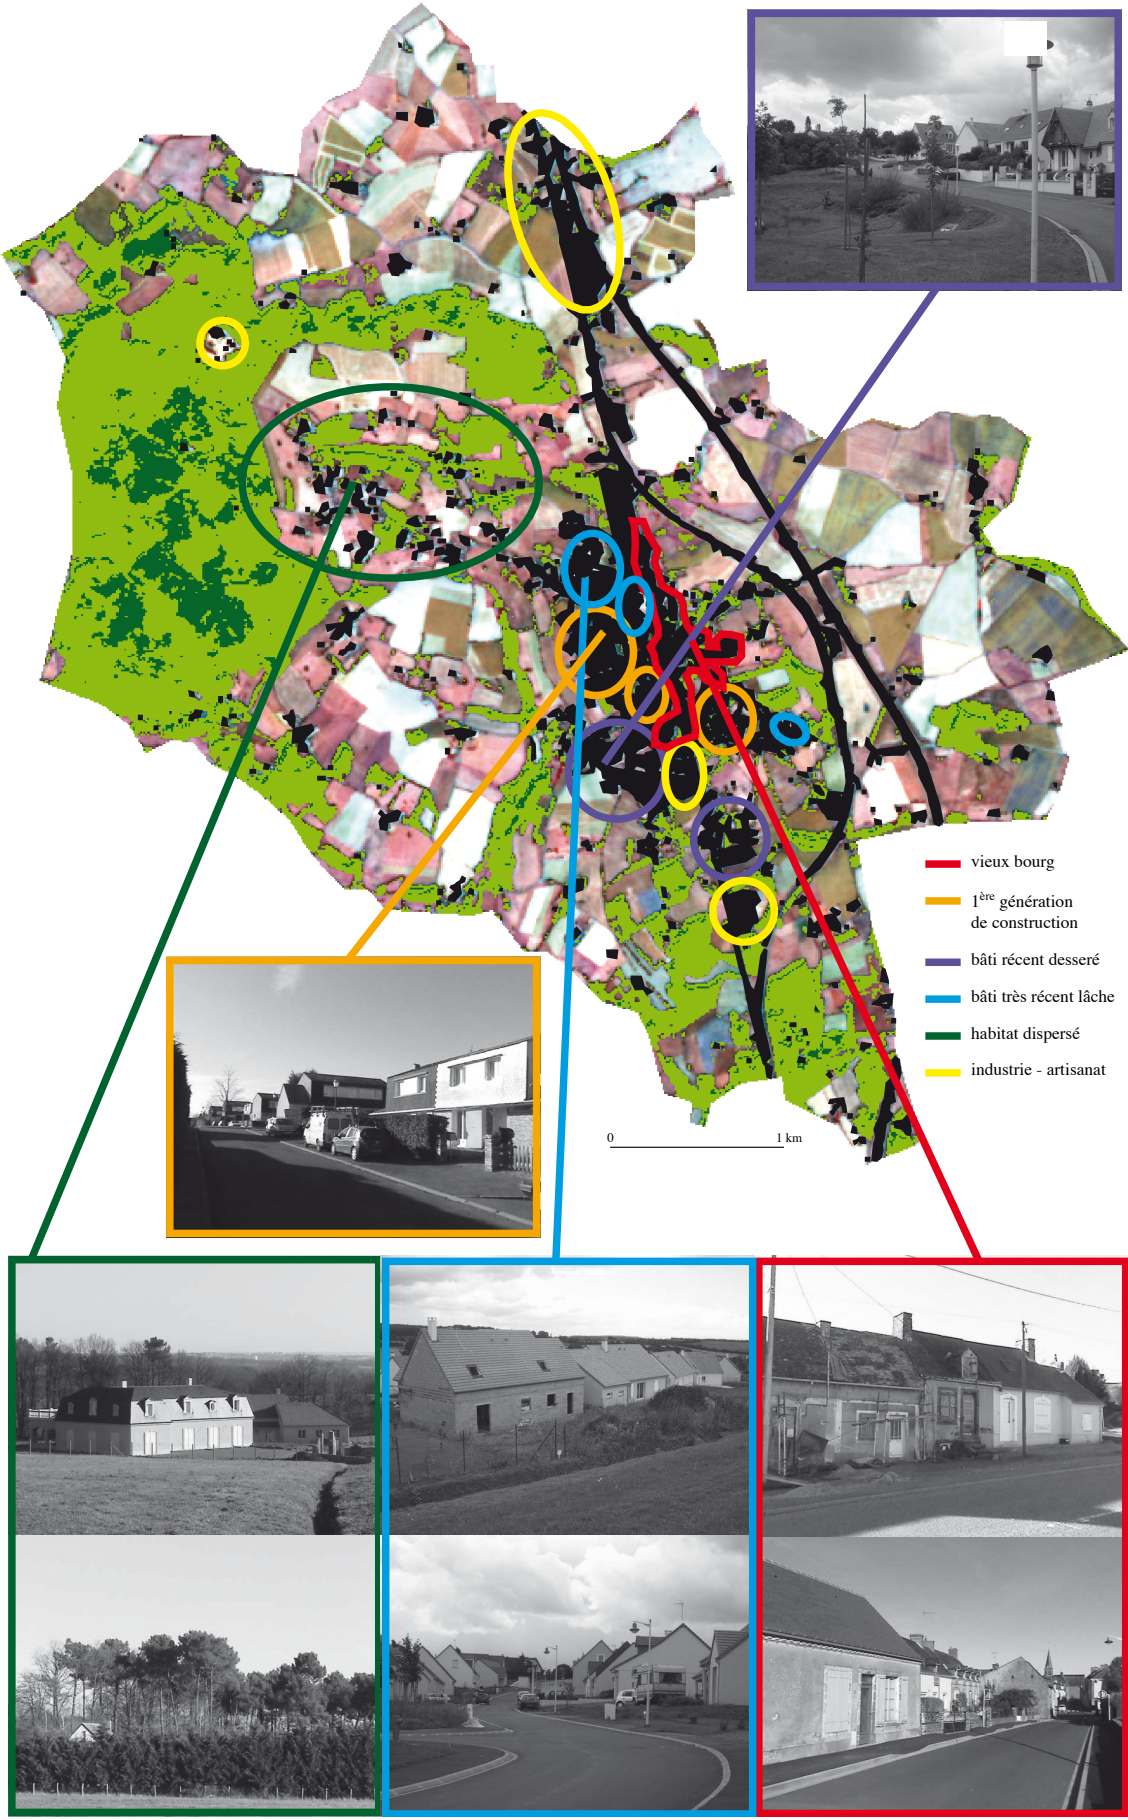 vieux bourg
1ère génération
de construction
bâti récent desseré
bâti très récent lâche
habitat dispersé
industrie - artisanat
0 1 km